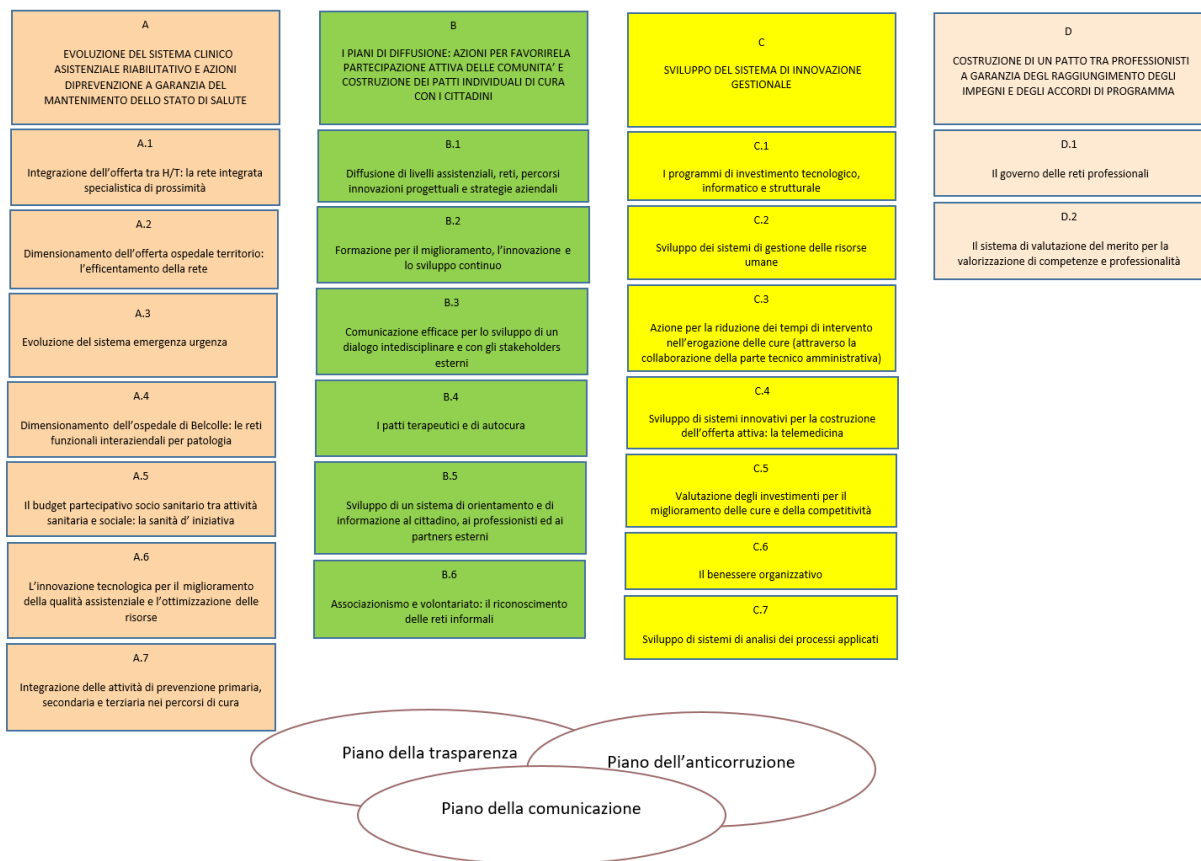 A
EVOLUZIONE DEL SISTEMA CLINICO
ASISTENZIALE RIABILITATIVO E AZIONI
DIPREVENZIONE A GARANZIA DEL
MANTENIMENTO DELLO STATO DI SALUTE
A.1
Integrazione dell'offerta tra H/T: la rete integrata
specialistica di prossimità
A.2
Dimensionamento dell'offerta ospedale territorio:
l'efficentamento della rete
A.3
Evoluzione del sistema emergenza urgenza
A.4
Dimensionamento dell'ospedale di Belcolle: le reti
funzionali interaziendali per patologia
A.5
Il budget partecipativo socio sanitario tra attività
sanitaria e sociale: la sanità d' iniziativa
A.6
L'innovazione tecnologica per il miglioramento
della qualità assistenziale e l'ottimizzazione delle
risorse
A.7
Integrazione delle attività di prevenzione primaria,
secondaria e terziaria nei percorsi di cura
B
I PIANI DI DIFFUSIONE: AZIONI PER FAVORIRELA
PARTECIPAZIONE ATTIVA DELLE COMUNITA' E
COSTRUZIONE DEI PATTI INDIVIDUALI DI CURA
CON I CITTADINI
B.1
Diffusione di livelli assistenziali, reti, percorsi
innovazioni progettuali e strategie aziendali
B.2
Formazione per il miglioramento, l'innovazione e
lo sviluppo continuo
B.3
Comunicazione efficace per lo sviluppo di un
dialogo intedisciplinare e con gli stakeholders
esterni
B.4
I patti terapeutici e di autocura
B.5
Sviluppo di un sistema di orientamento e di
informazione al cittadino, ai professionisti ed ai
partners esterni
B.6
Associazionismo e volontariato: il riconoscimento
delle reti informali
C
SVILUPPO DEL SISTEMA DI INNOVAZIONE
GESTIONALE
C.1
I programmi di investimento tecnologico,
informatico e strutturale
C.2
Sviluppo dei sistemi di gestione delle risorse
umane
C.3
Azione per la riduzione dei tempi di intervento
nell'erogazione delle cure (attraverso la
collaborazione della parte tecnico amministrativa)
C.4
Sviluppo di sistemi innovativi per la costruzione
dell'offerta attiva: la telemedicina
C.5
Valutazione degli investimenti per il
miglioramento delle cure e della competitività
C.6
Il benessere organizzativo
C.7
Sviluppo di sistemi di analisi dei processi applicati
D
COSTRUZIONE DI UN PATTO TRA PROFESSIONISTI
A GARANZIA DEGL RAGGIUNGIMENTO DEGLI
IMPEGNI E DEGLI ACCORDI DI PROGRAMMA
D.1
Il governo delle reti professionali
D.2
Il sistema di valutazione del merito per la
valorizzazione di competenze e professionalità
Piano della trasparenza
Piano dell'anticorruzione
Piano della comunicazione